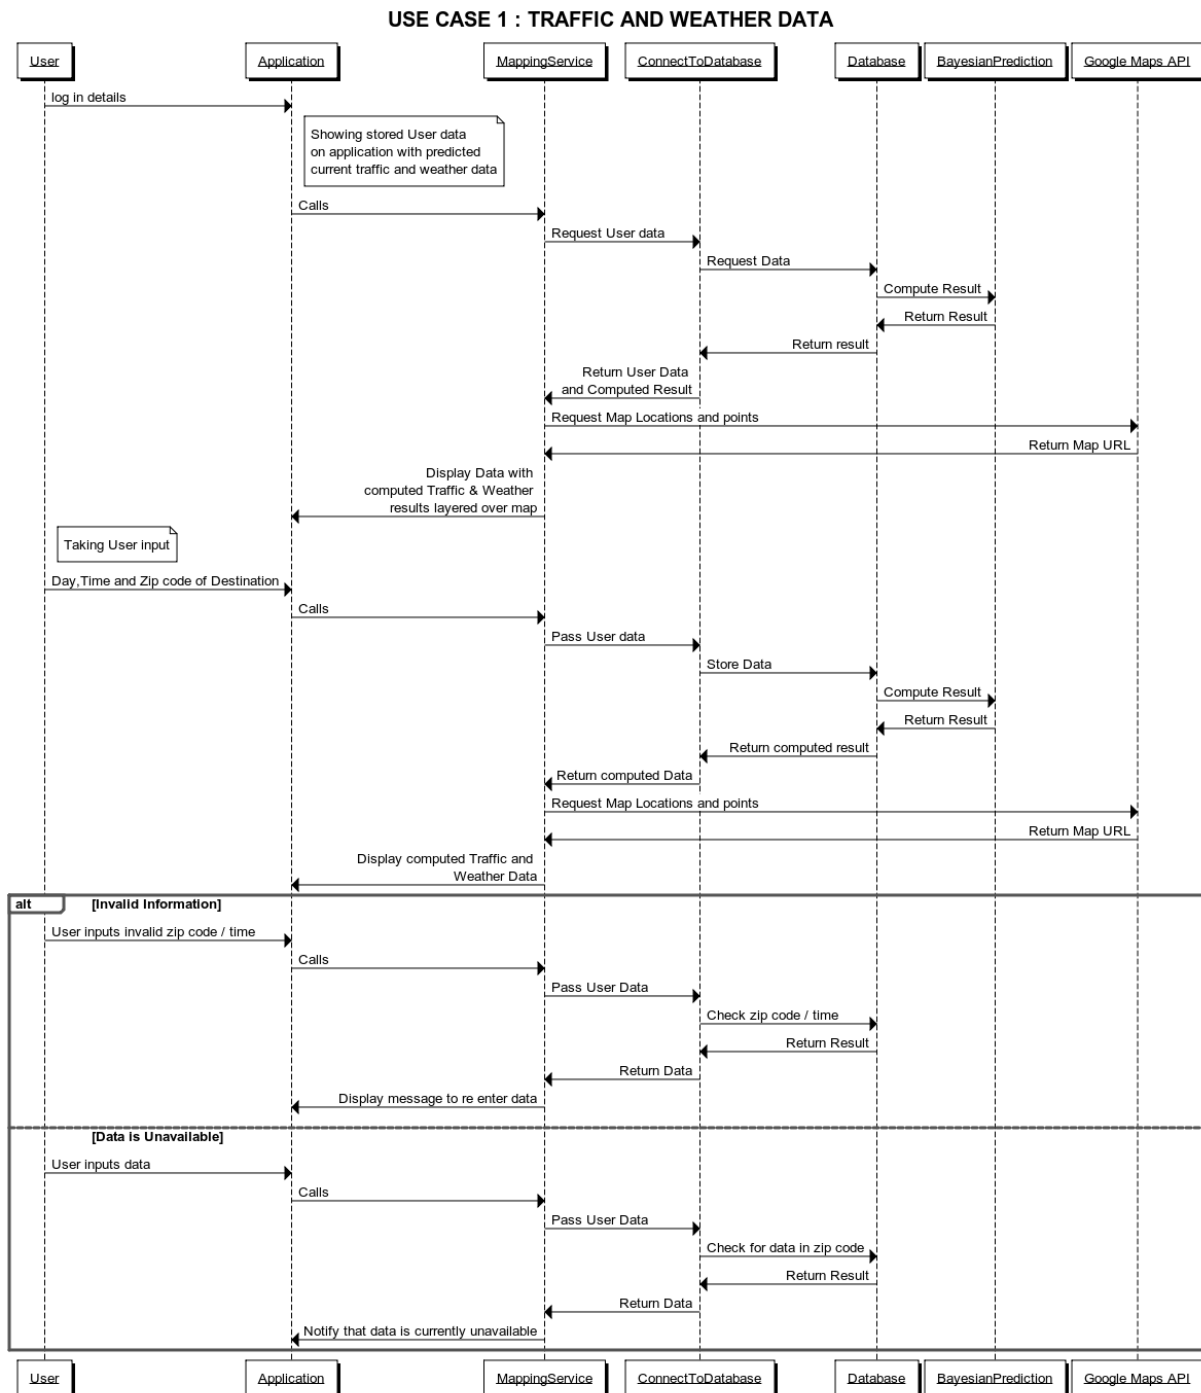 USE CASE 1 : TRAFFIC AND WEATHER DATA
User
Application
MappingService
ConnectToDatabase
Database
BayesianPrediction
Google Maps API
log in details
Showing stored User data
on application with predicted
current traffic and weather data
Calls
Request User data
Request Data
Compute Result
Return Result
Return result
Return User Data
and Computed Result
Request Map Locations and points
Return Map URL
Display Data with
computed Traffic & Weather
results layered over map
Taking User input
Day,Time and Zip code of Destination
Calls
Pass User data
Store Data
Compute Result
Return Result
Return computed result
Return computed Data
Request Map Locations and points
Return Map URL
Display computed Traffic and
Weather Data
alt
[Invalid Information]
User inputs invalid zip code / time
Calls
Pass User Data
Check zip code / time
Return Result
Return Data
Display message to re enter data
[Data is Unavailable]
User inputs data
Calls
Pass User Data
Check for data in zip code
Return Result
Return Data
Notify that data is currently unavailable
User
Application
MappingService
ConnectToDatabase
Database
BayesianPrediction
Google Maps API